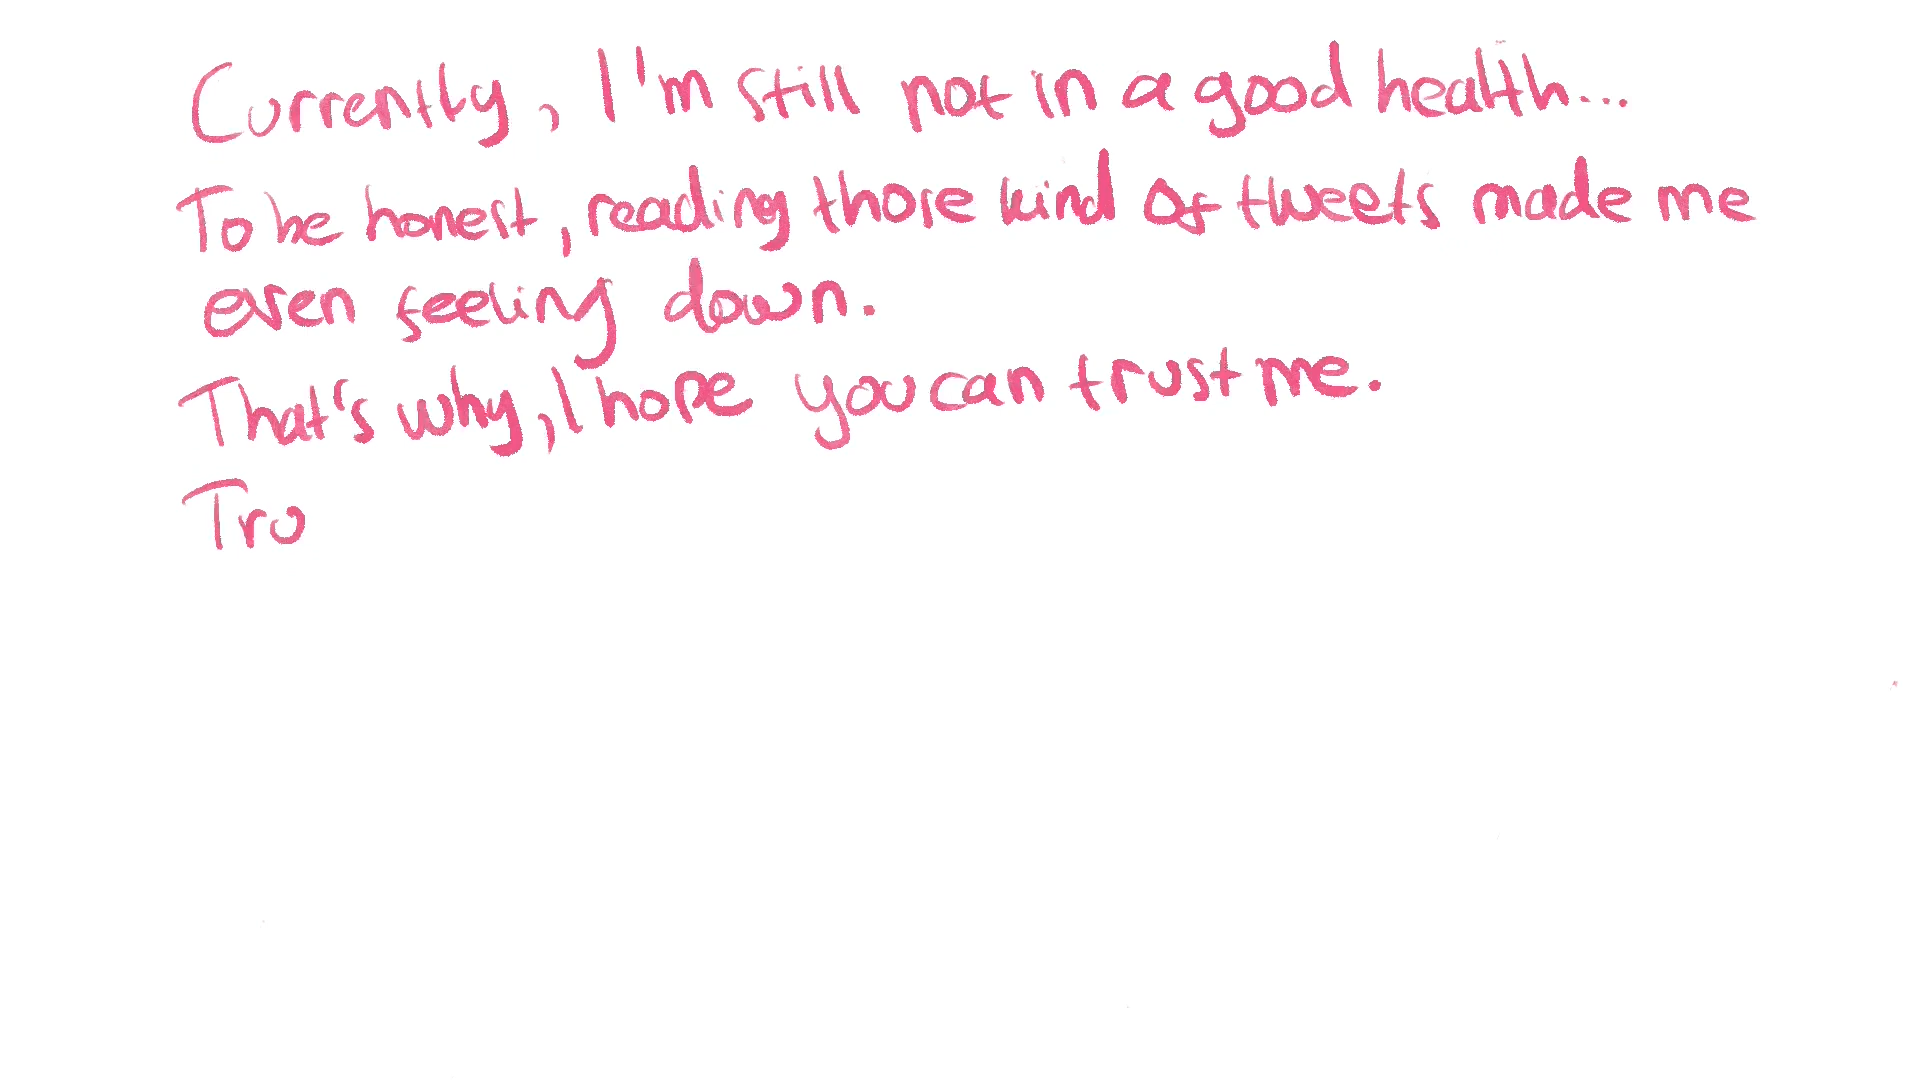 Currently, I'm still not in a good health...
To be honest, reading those kind of tweets made me
even feeling down.
That's why, I hope you can trust me.
Tro